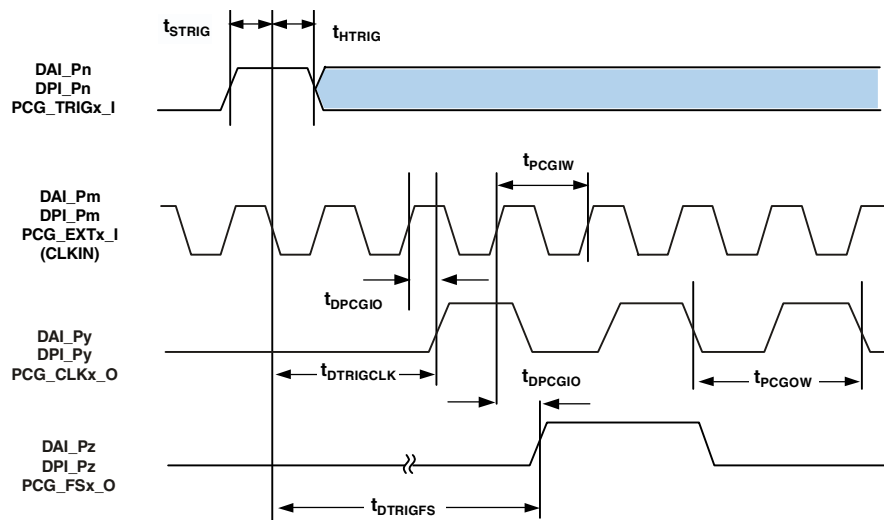 tSTRIG
tHTRIG
DAI_Pn
DPI_Pn
PCG_TRIGx_I
tPCGIW
DAI_Pm
DPI_Pm
PCG_EXTx_I
(CLKIN)
tDPCGIO
DAI_Py
DPI_Py
PCG_CLKx_O
tDTRIGCLK
tDPCGIO
tPCGOW
DAI_Pz
DPI_Pz
PCG_FSx_O
tDTRIGFS